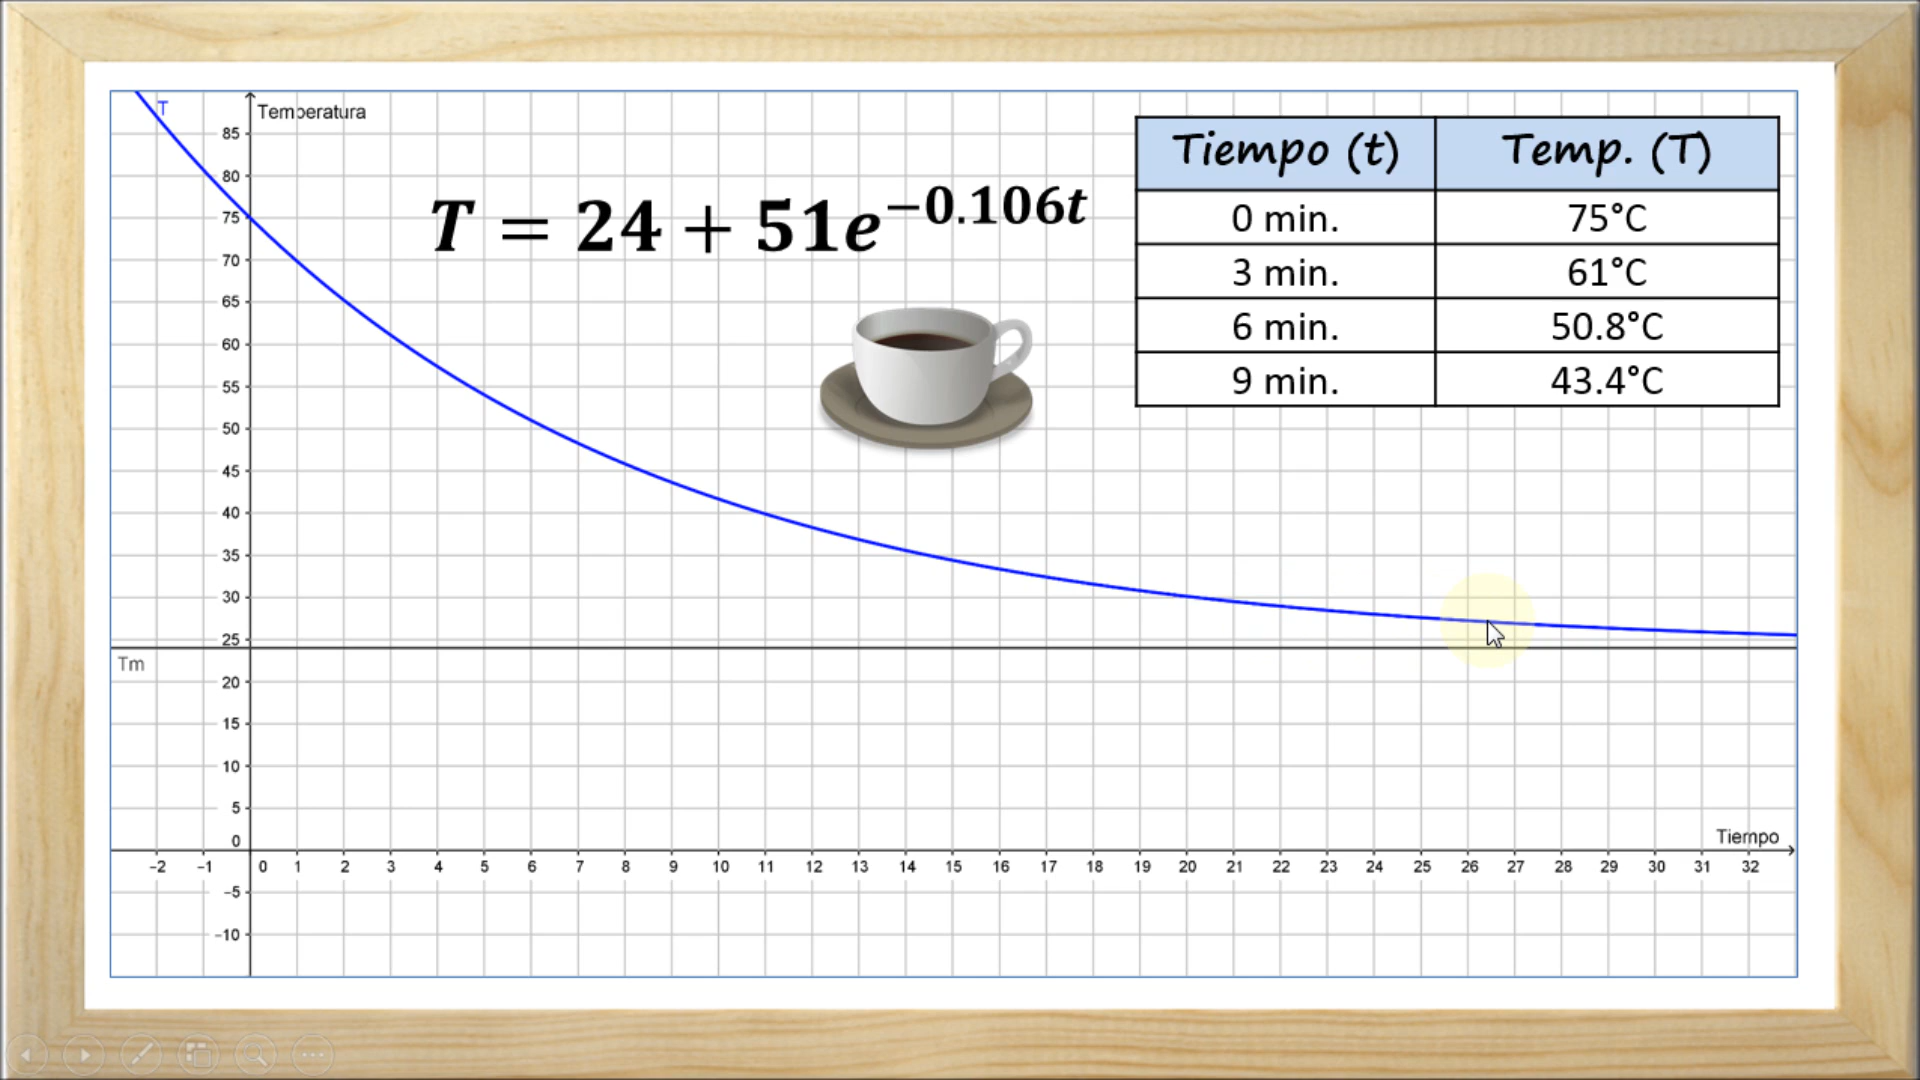 T
Temperatura
T = 24 + 51e^−0.106t
Tiempo (t) Temp. (T)
0 min. 75°C
3 min. 61°C
6 min. 50.8°C
9 min. 43.4°C
85
80
75
70
65
60
55
50
45
40
35
30
25
Tm
20
15
10
5
0
Tiempo
−2 −1 0 1 2 3 4 5 6 7 8 9 10 11 12 13 14 15 16 17 18 19 20 21 22 23 24 25 26 27 28 29 30 31 32
−5
−10